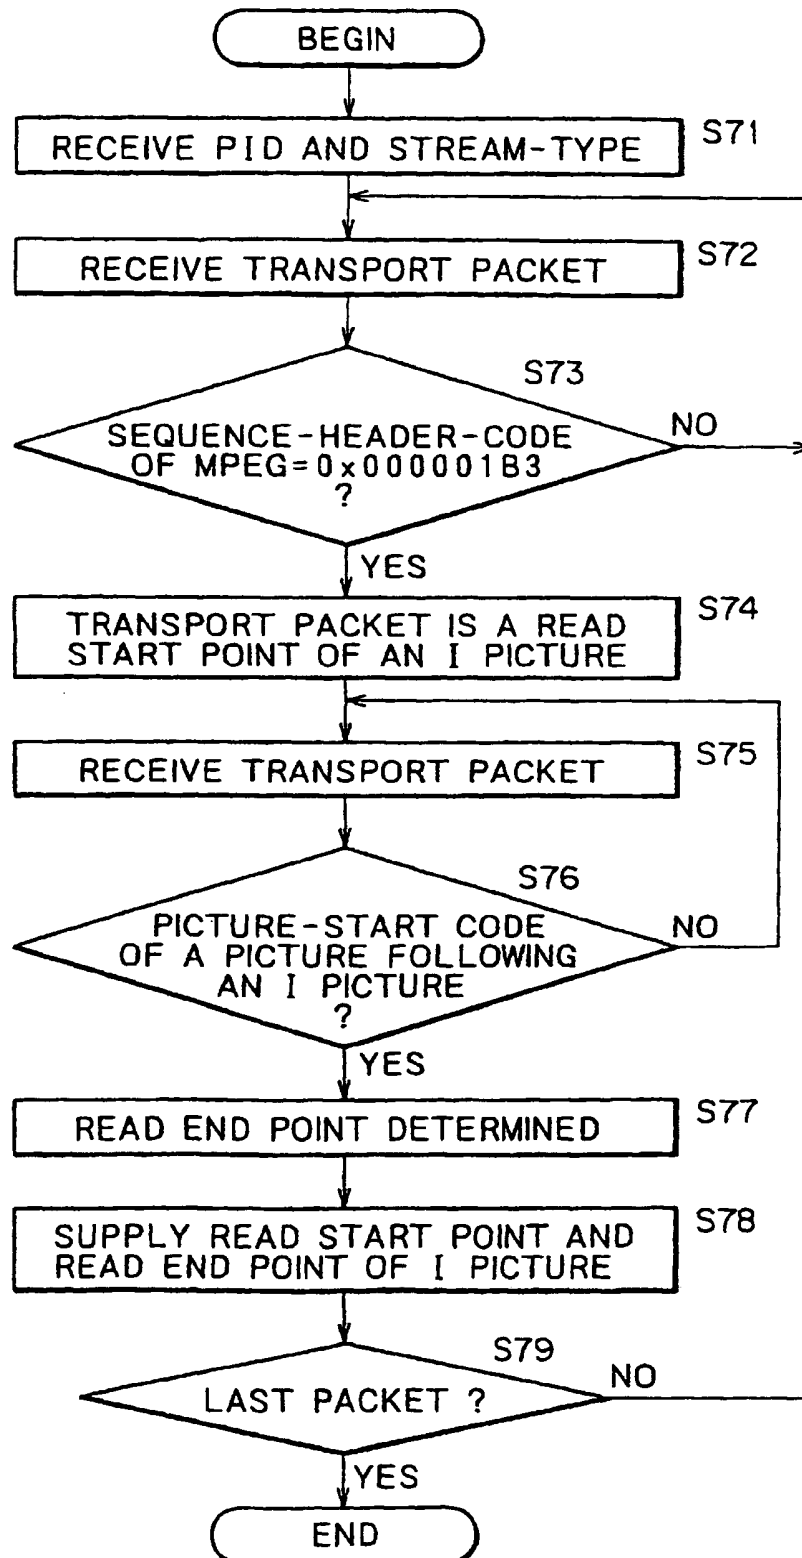 BEGIN
RECEIVE PID AND STREAM-TYPE
S71
RECEIVE TRANSPORT PACKET
S72
S73
SEQUENCE-HEADER-CODE
OF MPEG=0x000001B3
?
NO
YES
TRANSPORT PACKET IS A READ
START POINT OF AN I PICTURE
S74
RECEIVE TRANSPORT PACKET
S75
S76
PICTURE-START CODE
OF A PICTURE FOLLOWING
AN I PICTURE
?
NO
YES
READ END POINT DETERMINED
S77
SUPPLY READ START POINT AND
READ END POINT OF I PICTURE
S78
S79
LAST PACKET ?
NO
YES
END